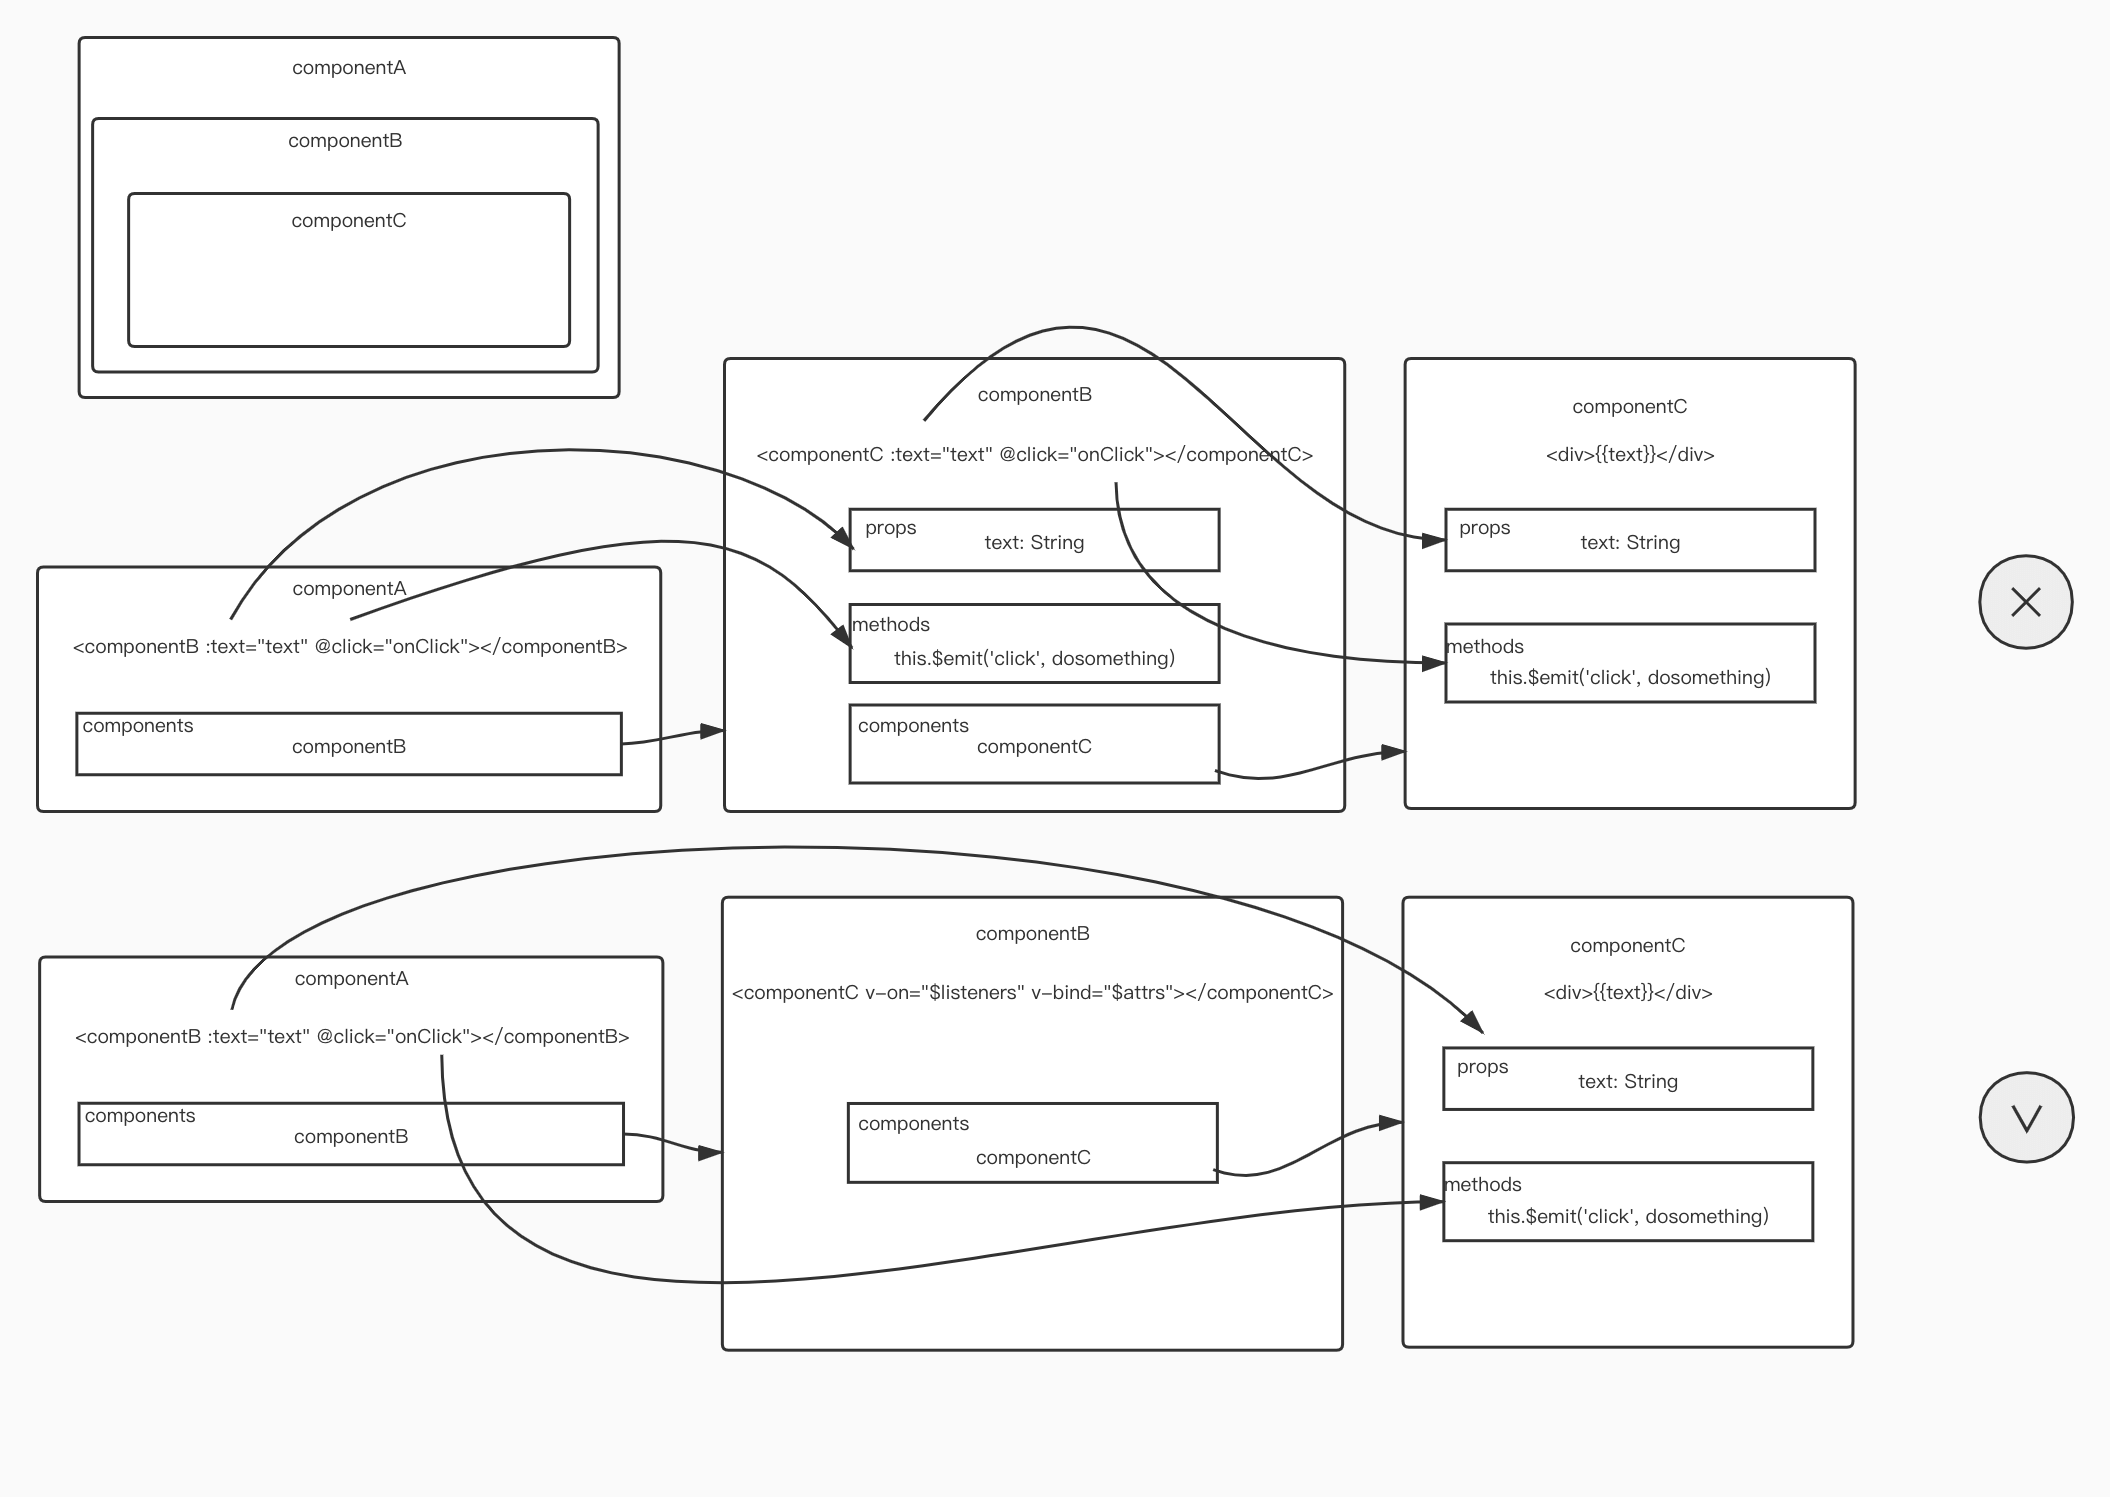 componentA
componentB
componentC
componentB
<componentC :text="text" @click="onClick"></componentC>
props
text: String
methods
this.$emit('click', dosomething)
components
componentC
componentC
<div>{{text}}</div>
props
text: String
methods
this.$emit('click', dosomething)
componentA
<componentB :text="text" @click="onClick"></componentB>
components
componentB
componentA
<componentB :text="text" @click="onClick"></componentB>
components
componentB
componentB
<componentC v-on="$listeners" v-bind="$attrs"></componentC>
components
componentC
componentC
<div>{{text}}</div>
props
text: String
methods
this.$emit('click', dosomething)